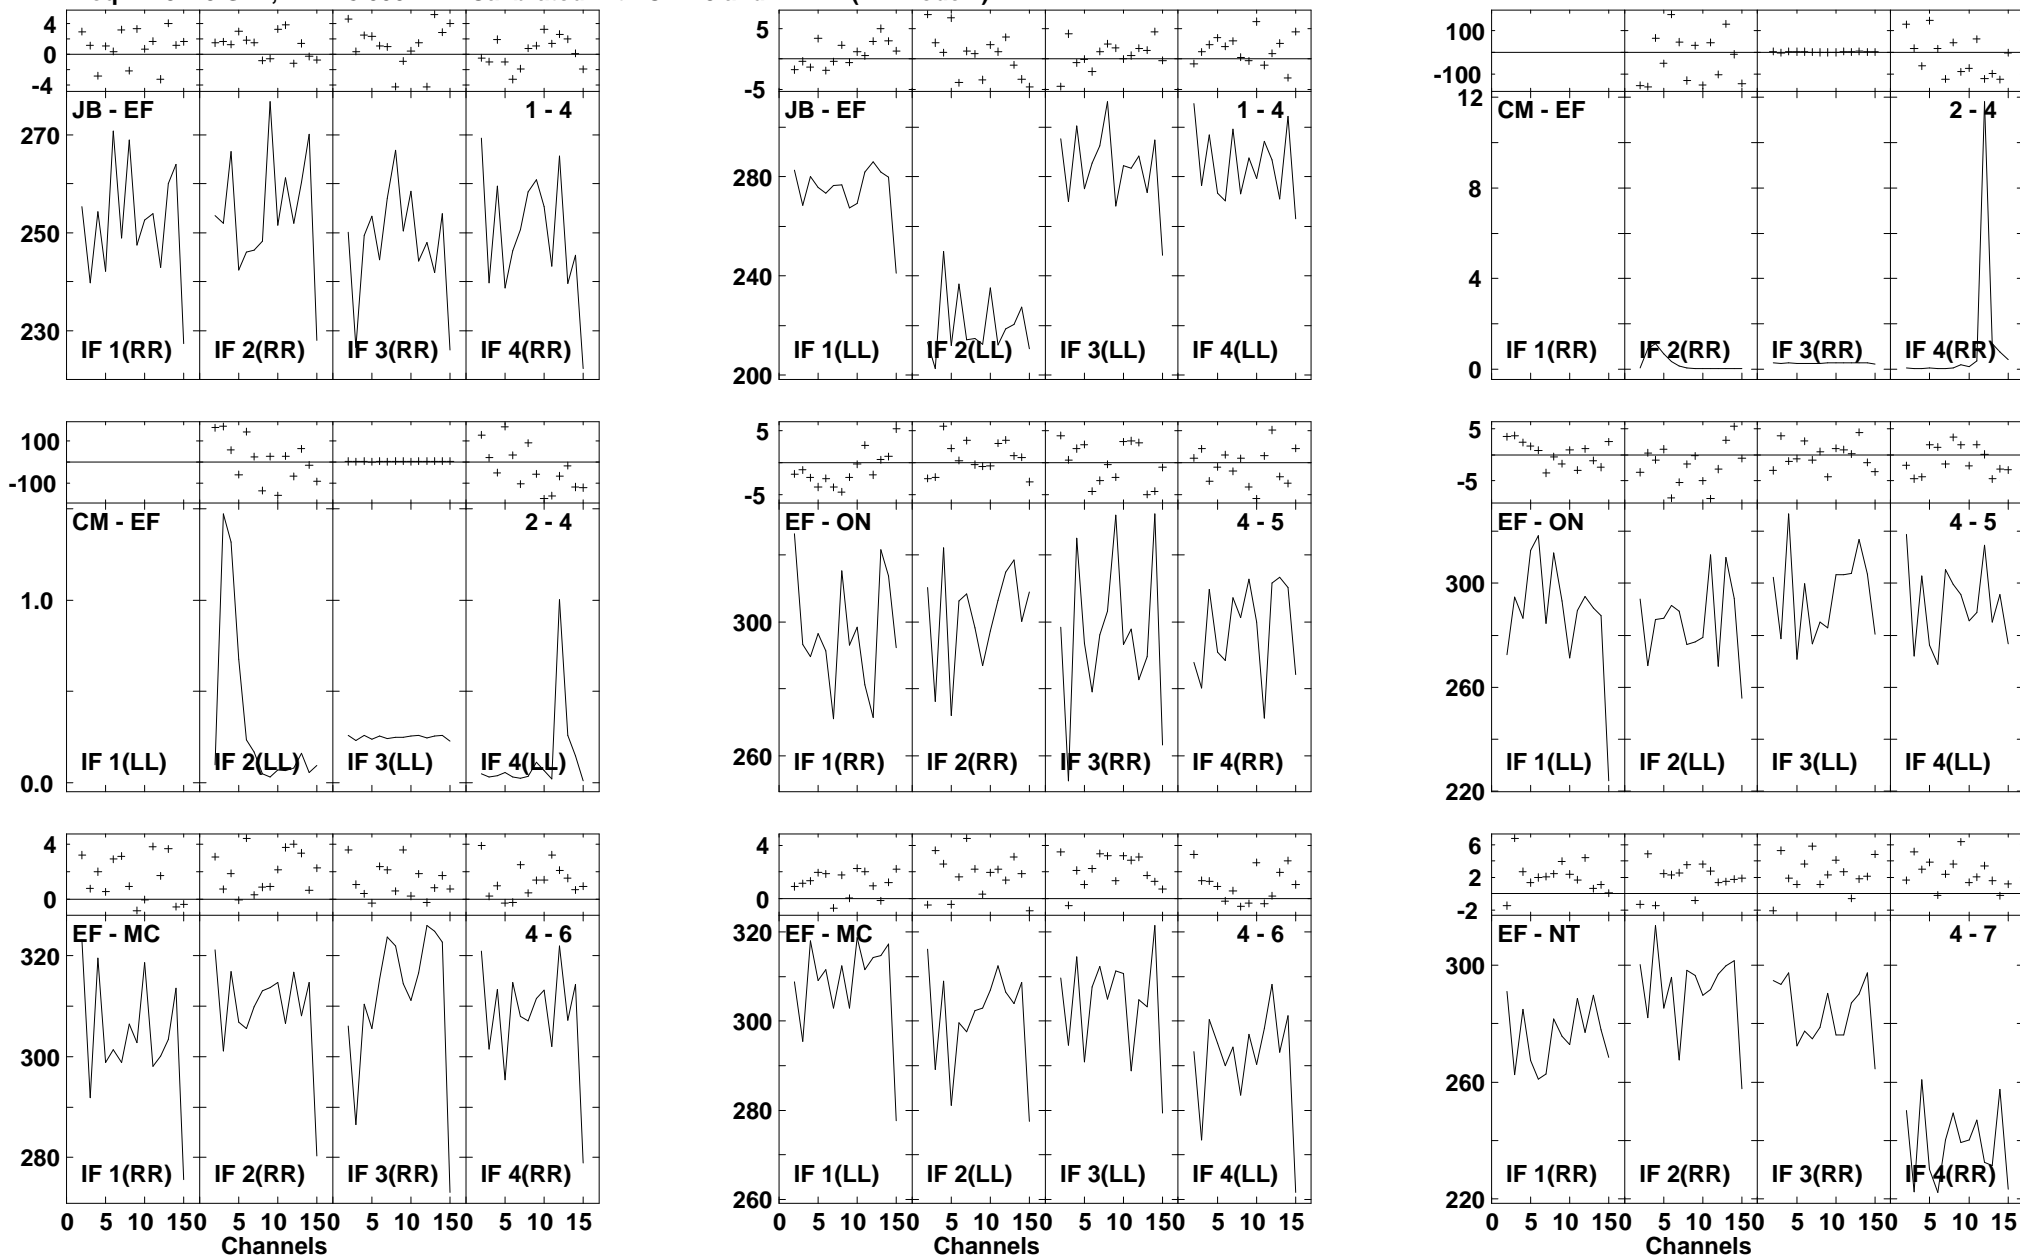 4
0
-4
JB - EF
1 - 4
270
250
230
IF 1(RR) IF 2(RR) IF 3(RR) IF 4(RR)
5
-5
JB - EF
1 - 4
280
240
200
IF 1(LL) IF 2(LL) IF 3(LL) IF 4(LL)
100
-100
CM - EF
2 - 4
12
8
4
0
IF 1(RR) IF 2(RR) IF 3(RR) IF 4(RR)
100
-100
CM - EF
2 - 4
1.0
0.0
IF 1(LL) IF 2(LL) IF 3(LL) IF 4(LL)
5
-5
EF - ON
4 - 5
300
260
IF 1(RR) IF 2(RR) IF 3(RR) IF 4(RR)
5
-5
EF - ON
4 - 5
300
260
220
IF 1(LL) IF 2(LL) IF 3(LL) IF 4(LL)
4
0
EF - MC
4 - 6
320
300
280
IF 1(RR) IF 2(RR) IF 3(RR) IF 4(RR)
0 5 10 150 5 10 150 5 10 150 5 10 15
Channels
4
0
EF - MC
4 - 6
320
300
280
260
IF 1(LL) IF 2(LL) IF 3(LL) IF 4(LL)
0 5 10 150 5 10 150 5 10 150 5 10 15
Channels
6
2
-2
EF - NT
4 - 7
300
260
220
IF 1(RR) IF 2(RR) IF 3(RR) IF 4(RR)
0 5 10 150 5 10 150 5 10 150 5 10 15
Channels